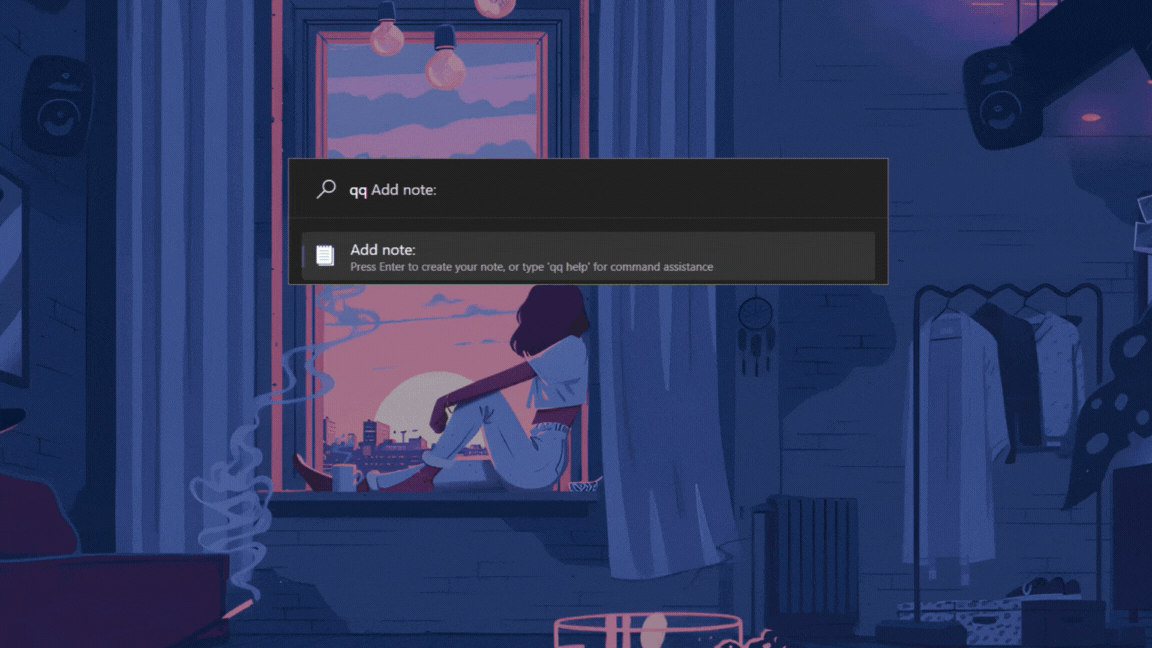 qq Add note:
Add note:
Press Enter to create your note, or type 'qq help' for command assistance